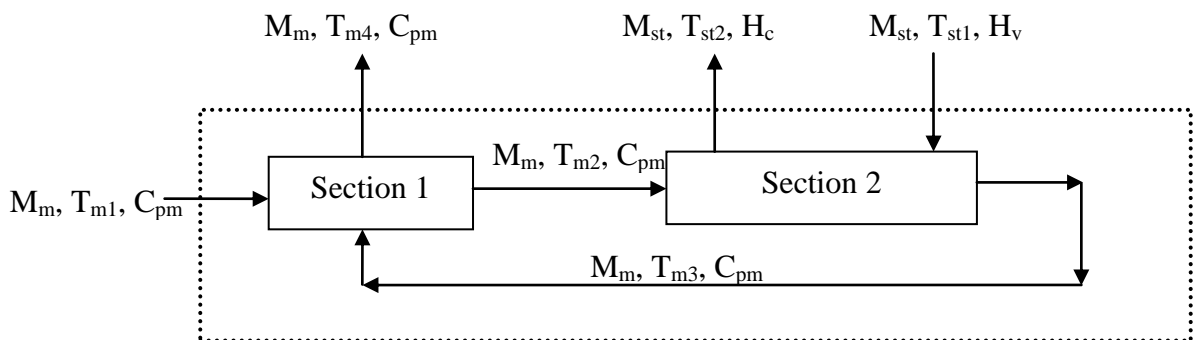 Mm, Tm4, Cpm
Mst, Tst2, Hc
Mst, Tst1, Hv
Mm, Tm2, Cpm
Section 1
Section 2
Mm, Tm1, Cpm
Mm, Tm3, Cpm